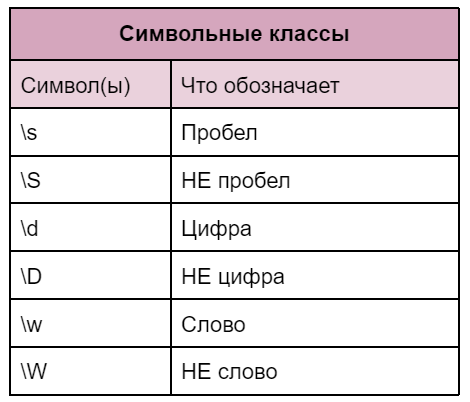 Символьные классы
Символ(ы) Что обозначает
\s Пробел
\S НЕ пробел
\d Цифра
\D НЕ цифра
\w Слово
\W НЕ слово